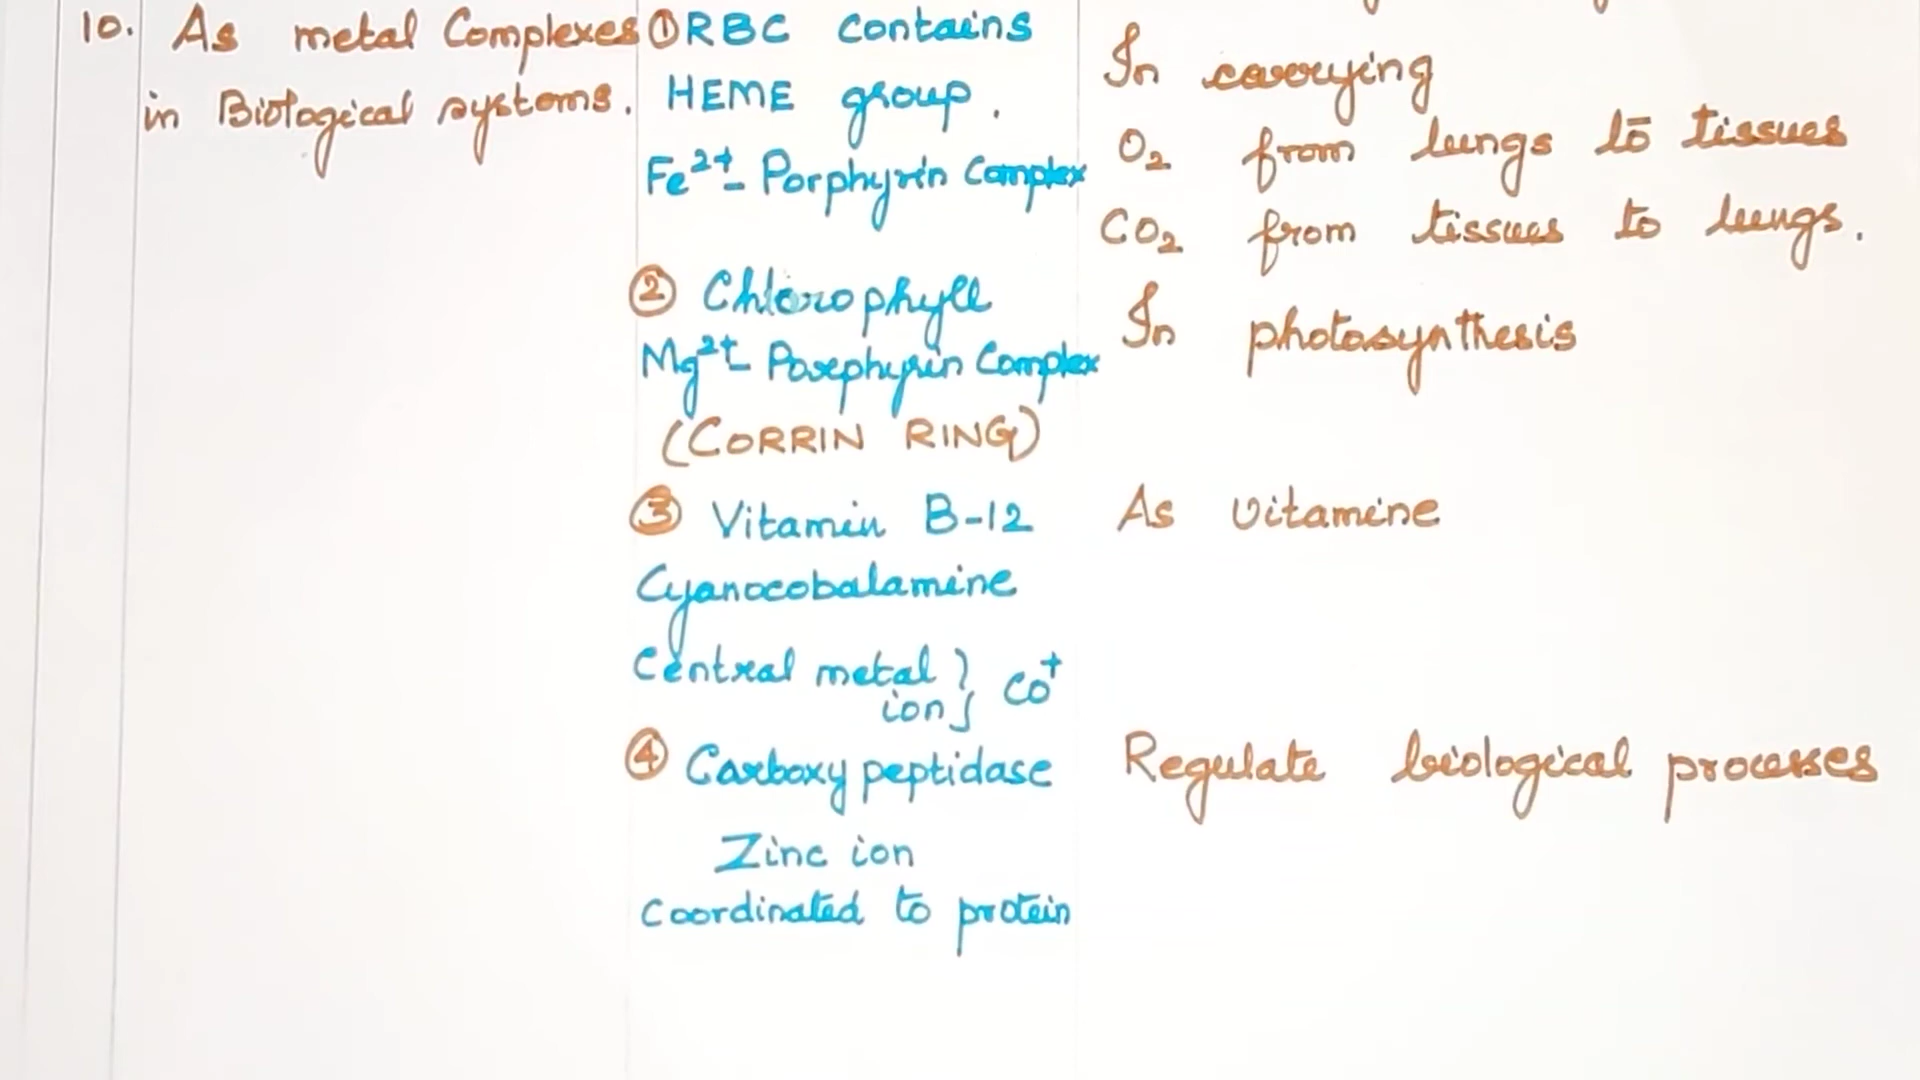 10. As metal Complexes
in Biological systems.
① RBC contains
HEME group.
Fe²⁺- Porphyrin Complex
In carrying
O₂ from lungs to tissues
CO₂ from tissues to lungs.
② Chlorophyll
Mg²⁺- Porphyrin Complex
(CORRIN RING)
In photosynthesis
③ Vitamin B-12
Cyanocobalamine
Central metal }
ion } Co⁺
As vitamine
④ Carboxy peptidase
Zinc ion
coordinated to protein
Regulate biological processes